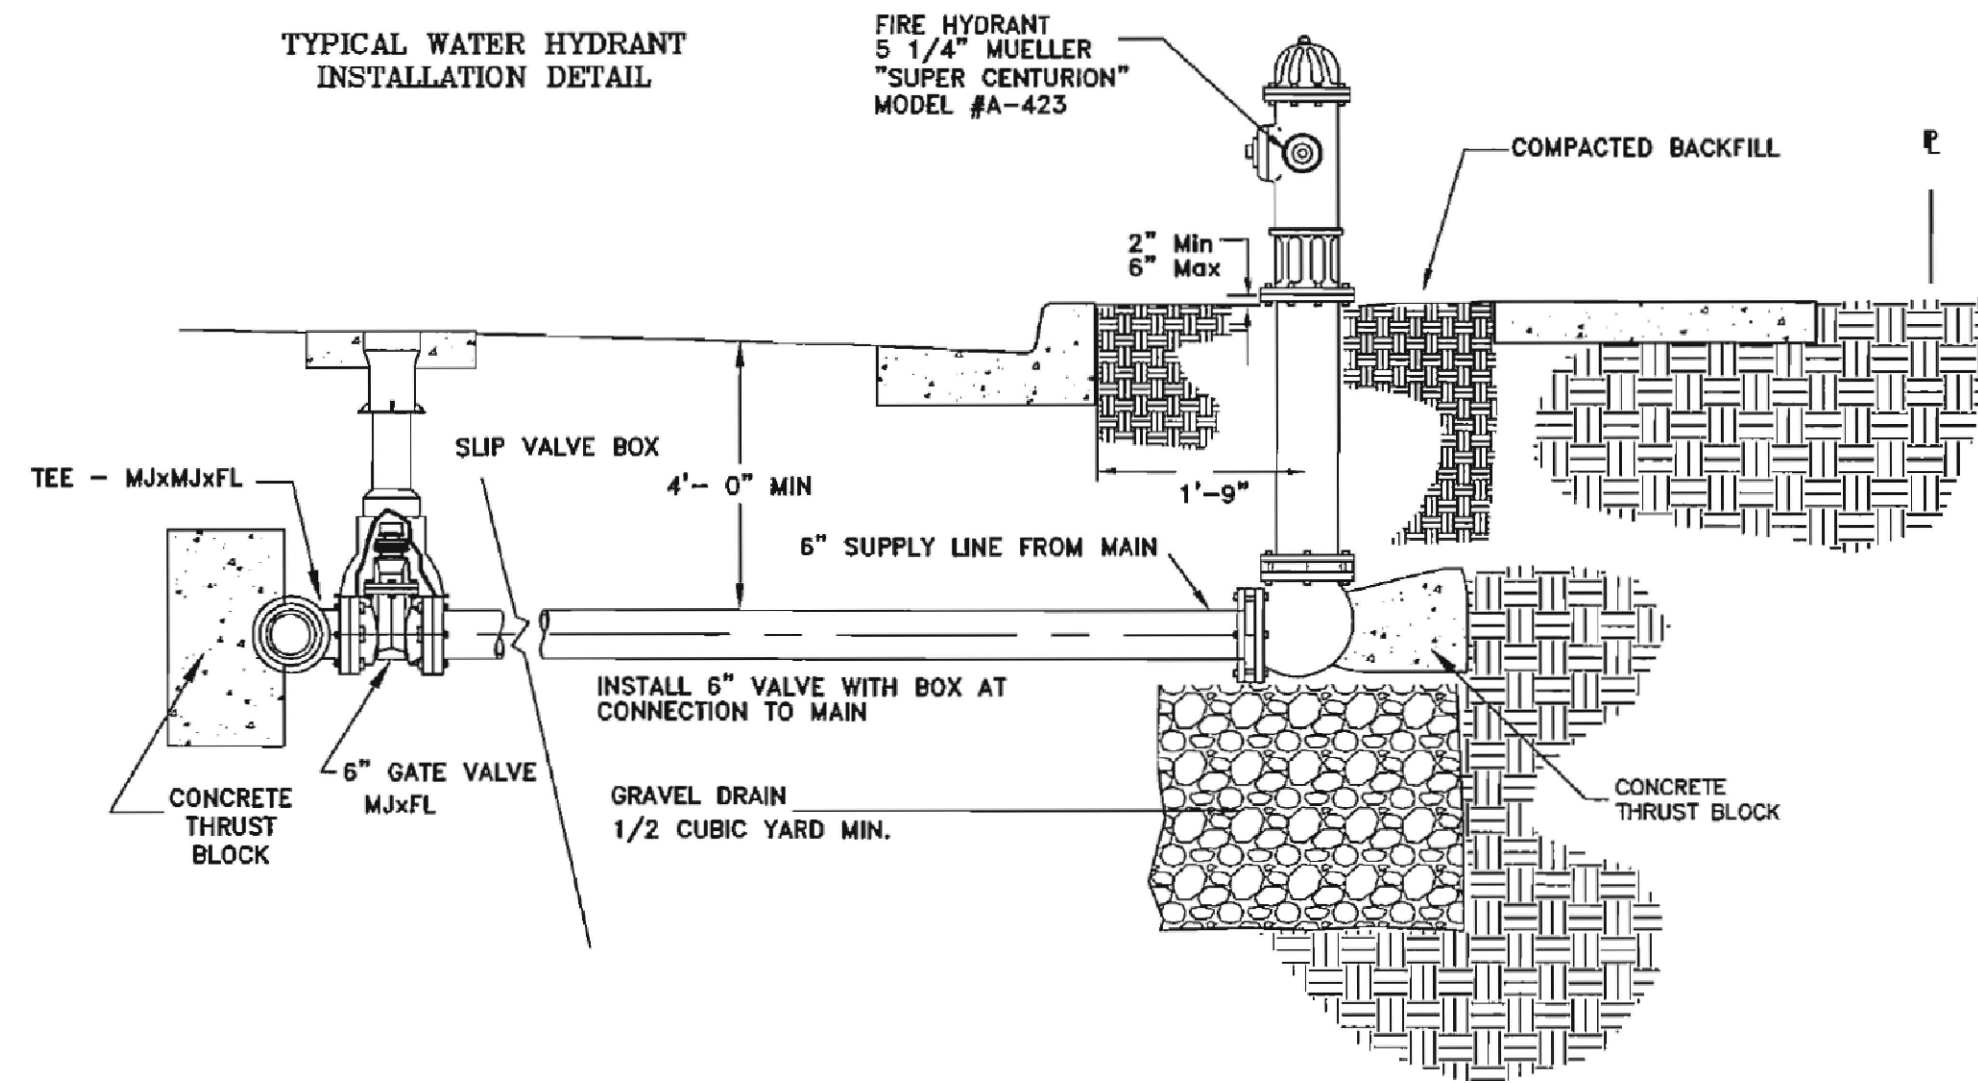 TYPICAL WATER HYDRANT
INSTALLATION DETAIL
FIRE HYDRANT
5 1/4" MUELLER
"SUPER CENTURION"
MODEL #A-423
COMPACTED BACKFILL
PL
2" Min
6" Max
SLIP VALVE BOX
TEE - MJxMJxFL
4'- 0" MIN
1'-9"
6" SUPPLY LINE FROM MAIN
INSTALL 6" VALVE WITH BOX AT
CONNECTION TO MAIN
6" GATE VALVE
MJxFL
CONCRETE
THRUST
BLOCK
GRAVEL DRAIN
1/2 CUBIC YARD MIN.
CONCRETE
THRUST BLOCK